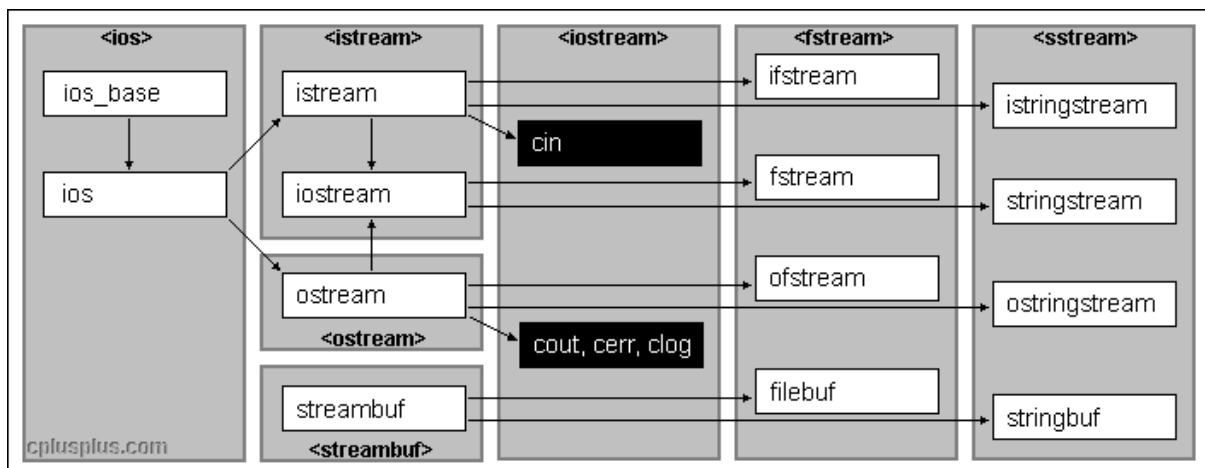 <ios>
ios_base
ios
cplusplus.com
<istream>
istream
iostream
ostream
<ostream>
streambuf
<streambuf>
<iostream>
cin
cout, cerr, clog
<fstream>
ifstream
fstream
ofstream
filebuf
<sstream>
istringstream
stringstream
ostringstream
stringbuf